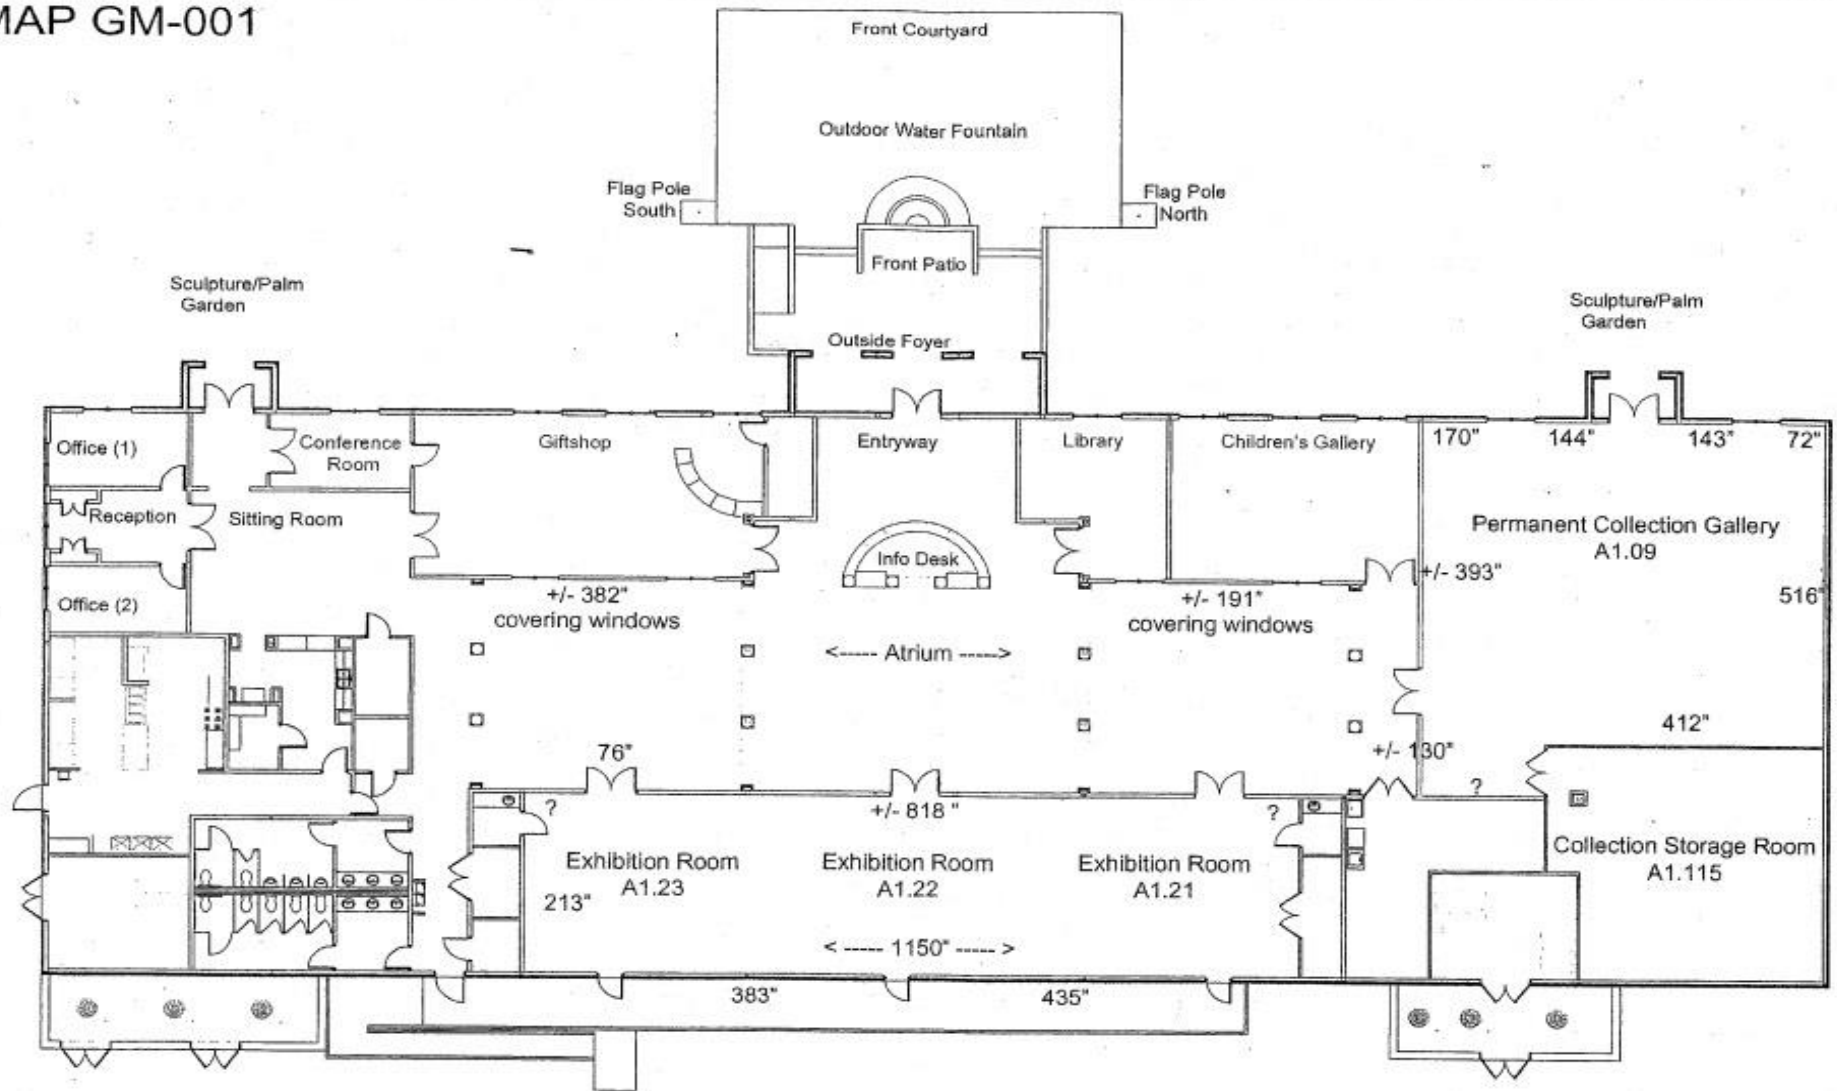 MAP GM-001
Front Courtyard
Outdoor Water Fountain
Flag Pole
South
Flag Pole
North
Front Patio
Sculpture/Palm
Garden
Sculpture/Palm
Garden
Outside Foyer
Office (1)
Conference
Room
Giftshop
Entryway
Library
Children's Gallery
170"
144"
143"
72"
Reception
Sitting Room
Permanent Collection Gallery
A1.09
Info Desk
+/- 393"
Office (2)
+/- 382"
covering windows
+/- 191"
covering windows
516"
<----- Atrium ----->
412"
76"
+/- 130"
?
+/- 818 "
?
?
Exhibition Room
A1.23
Exhibition Room
A1.22
Exhibition Room
A1.21
Collection Storage Room
A1.115
213"
< ----- 1150" ----- >
383"
435"